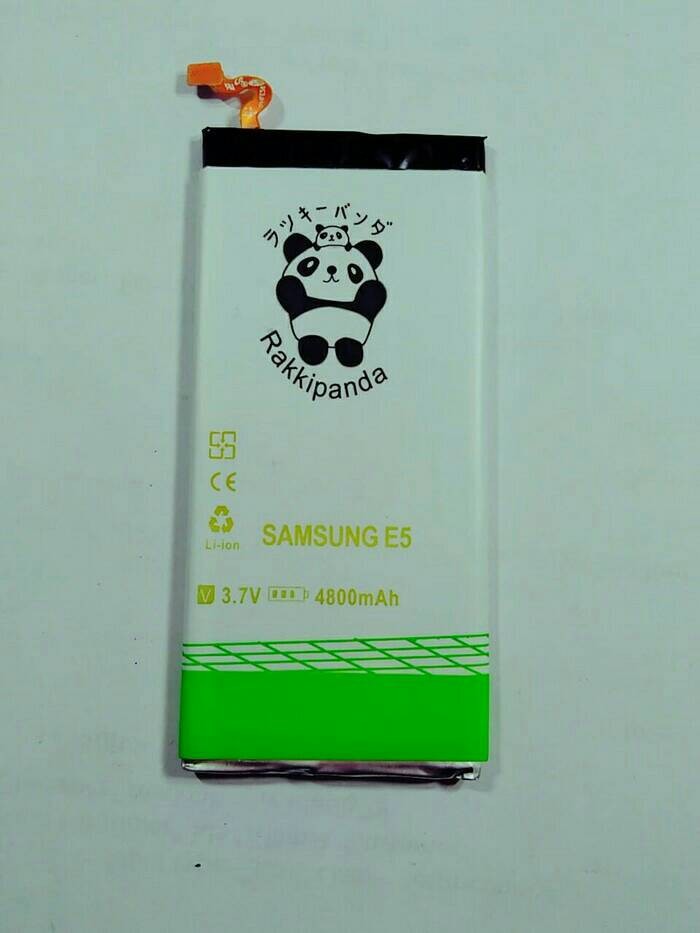 ラッキーパンダ
Rakkipanda
CE
Li-ion
SAMSUNG E5
V 3.7V 4800mAh